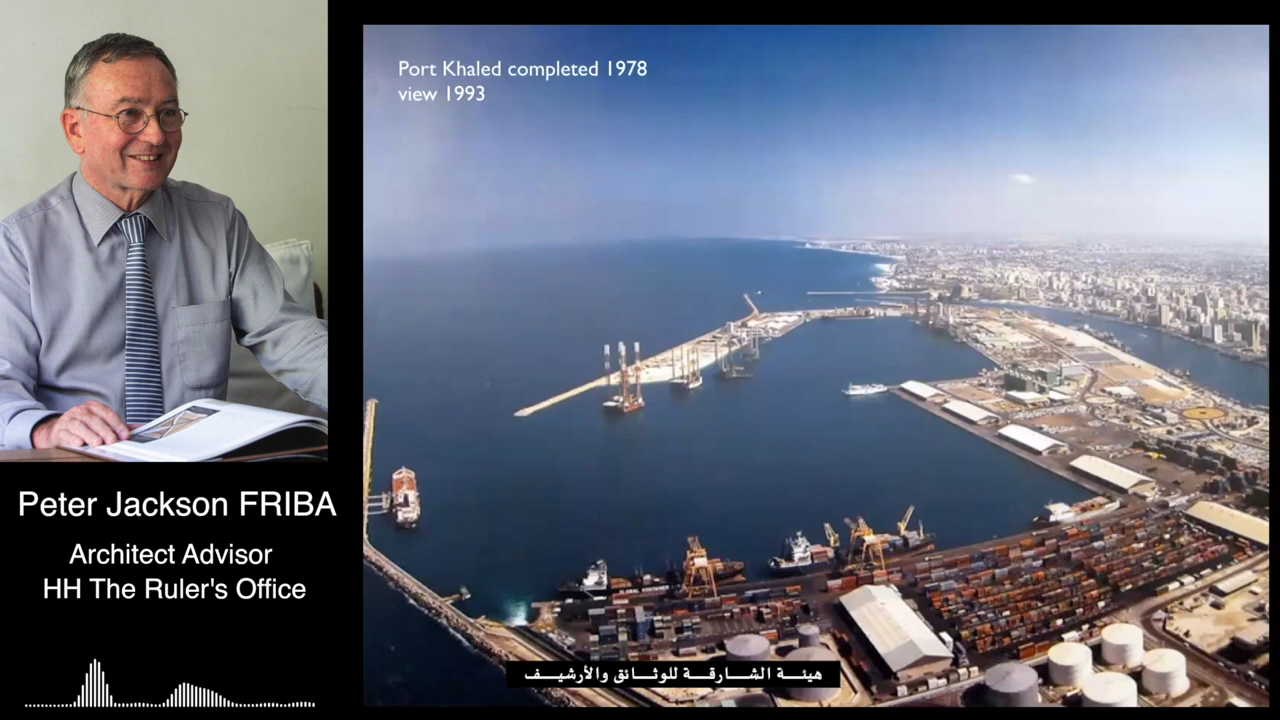 Port Khaled completed 1978
view 1993
Peter Jackson FRIBA
Architect Advisor
HH The Ruler's Office
هيئة الشارقة للوثائق والأرشيف